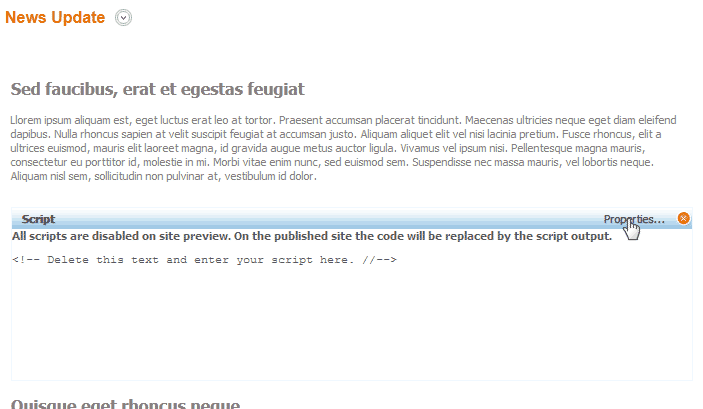 News Update
Sed faucibus, erat et egestas feugiat
Llorem ipsum aliquam est, eget luctus erat leo at tortor. Praesent accumsan placerat tincidunt. Maecenas ultricies neque eget diam eleifend
dapibus. Nulla rhoncus sapien at velit suscipit feugiat at accumsan justo. Aliquam aliquet elit vel nisi lacinia pretium. Fusce rhoncus, elit a
ultrices euismod, mauris elit laoreet magna, id gravida augue metus auctor ligula. Vivamus vel ipsum nisi. Pellentesque magna mauris,
consectetur eu porttitor id, molestie in mi. Morbi vitae enim nunc, sed euismod sem. Suspendisse nec massa mauris, vel lobortis neque.
Aliquam nisl sem, sollicitudin non pulvinar at, vestibulum id dolor.
Script Properties...
All scripts are disabled on site preview. On the published site the code will be replaced by the script output.
<!-- Delete this text and enter your script here. //-->
Quisque eget rhoncus neque